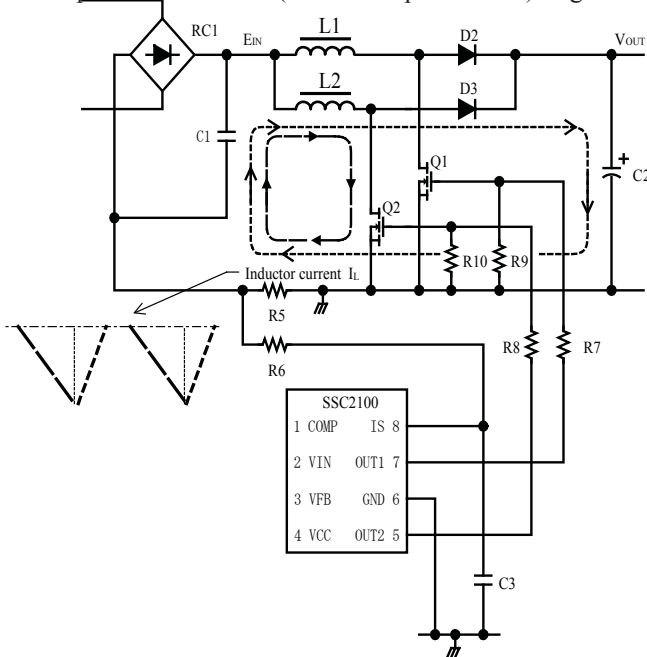 RC1
L1
D2
EIN
VOUT
L2
D3
C1
Q1
C2
Q2
R10
R9
Inductor current IL
R5
R8
R7
R6
SSC2100
1 COMP IS 8
2 VIN OUT1 7
3 VFB GND 6
4 VCC OUT2 5
C3